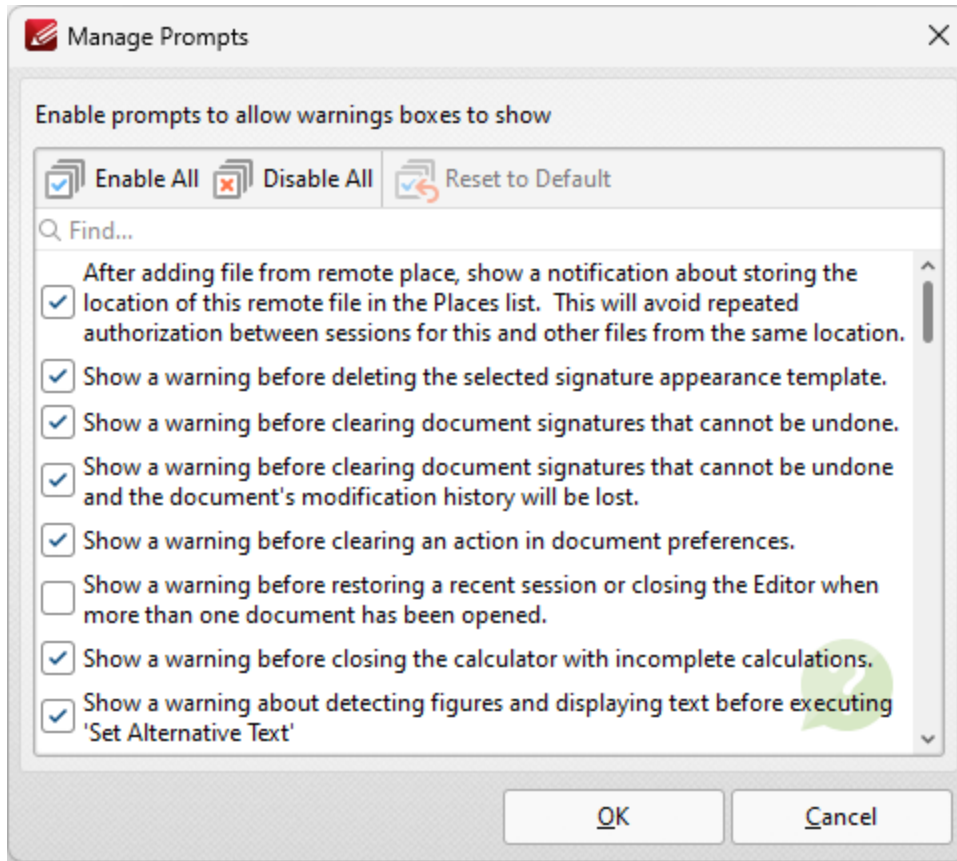 Manage Prompts
Enable prompts to allow warnings boxes to show
Enable All Disable All Reset to Default
Find...
After adding file from remote place, show a notification about storing the
location of this remote file in the Places list.  This will avoid repeated
authorization between sessions for this and other files from the same location.
Show a warning before deleting the selected signature appearance template.
Show a warning before clearing document signatures that cannot be undone.
Show a warning before clearing document signatures that cannot be undone
and the document's modification history will be lost.
Show a warning before clearing an action in document preferences.
Show a warning before restoring a recent session or closing the Editor when
more than one document has been opened.
Show a warning before closing the calculator with incomplete calculations.
Show a warning about detecting figures and displaying text before executing
'Set Alternative Text'
OK Cancel